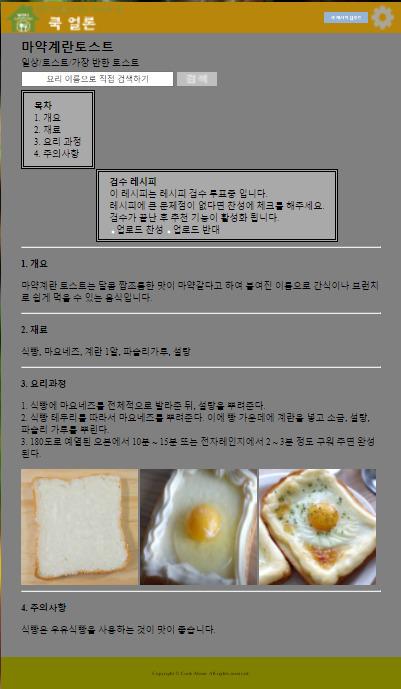 쿡 얼론
새 레시피 업로드
마약계란토스트
일상/토스트/가장 반한 토스트
요리 이름으로 직접 검색하기
검색
목차
1. 개요
2. 재료
3. 요리 과정
4. 주의사항
검수 레시피
이 레시피는 레시피 검수 투표중 입니다.
레시피에 큰 문제점이 없다면 찬성에 체크를 해주세요.
검수가 끝난 후 추천 기능이 활성화 됩니다.
업로드 찬성 업로드 반대
1. 개요
마약계란 토스트는 달콤 짭조름한 맛이 마약같다고 하여 붙여진 이름으로 간식이나 브런치
로 쉽게 먹을 수 있는 음식입니다.
2. 재료
식빵, 마요네즈, 계란 1알, 파슬리가루, 설탕
3. 요리과정
1. 식빵에 마요네즈를 전체적으로 발라준 뒤, 설탕을 뿌려준다.
2. 식빵 테두리를 따라서 마요네즈를 뿌려준다. 이에 빵 가운데에 계란을 넣고 소금, 설탕,
파슬리 가루를 뿌린다.
3. 180도로 예열된 오븐에서 10분 ~ 15분 또는 전자레인지에서 2 ~ 3분 정도 구워 주면 완성
된다.
4. 주의사항
식빵은 우유식빵을 사용하는 것이 맛이 좋습니다.
Copyright © Cook Alone. All rights reserved.